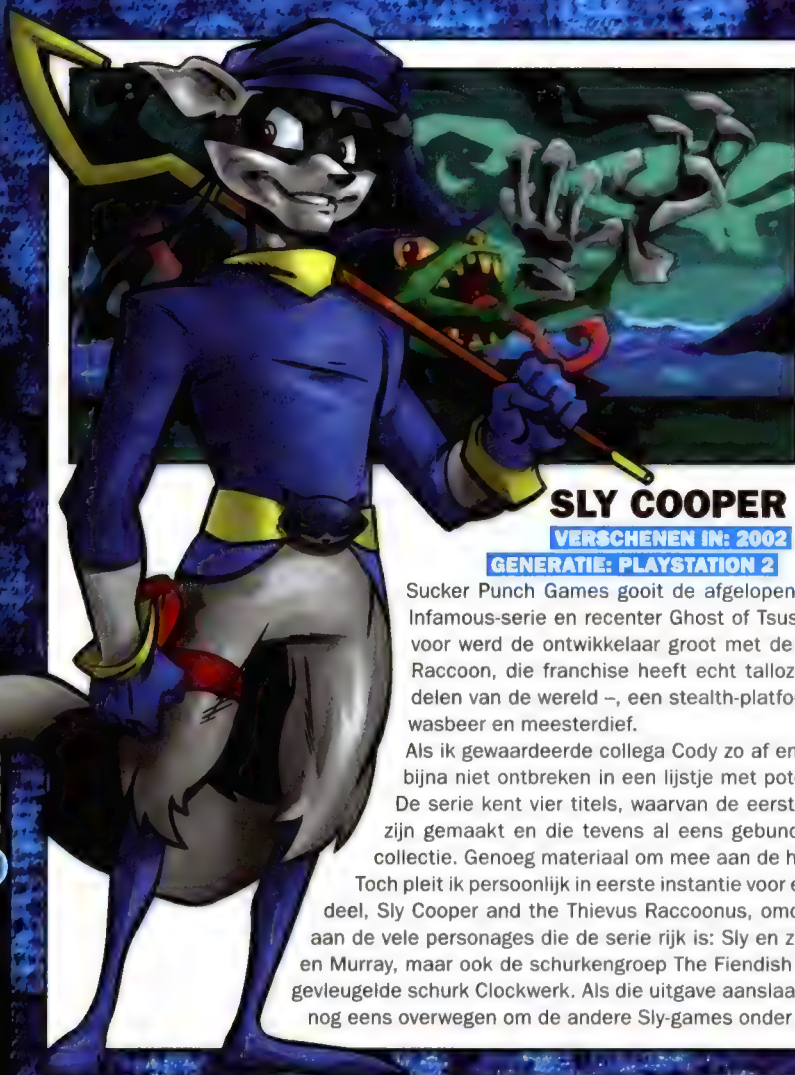 SLY COOPER
VERSCHENEN IN: 2002
GENERATIE: PLAYSTATION 2
Sucker Punch Games gooit de afgelopen
Infamous-serie en recenter Ghost of Tsus
voor werd de ontwikkelaar groot met de
Raccoon, die franchise heeft echt talloz
delen van de wereld –, een stealth-platfo
wasbeer en meesterdief.
Als ik gewaardeerde collega Cody zo af en
bijna niet ontbreken in een lijstje met pot
De serie kent vier titels, waarvan de eerst
zijn gemaakt en die tevens al eens gebund
collectie. Genoeg materiaal om mee aan de h
Toch pleit ik persoonlijk in eerste instantie voor e
deel, Sly Cooper and the Thievus Raccoonus, omd
aan de vele personages die de serie rijk is: Sly en z
en Murray, maar ook de schurkengroep The Fiendish
gevleugelde schurk Clockwerk. Als die uitgave aanslaa
nog eens overwegen om de andere Sly-games onder